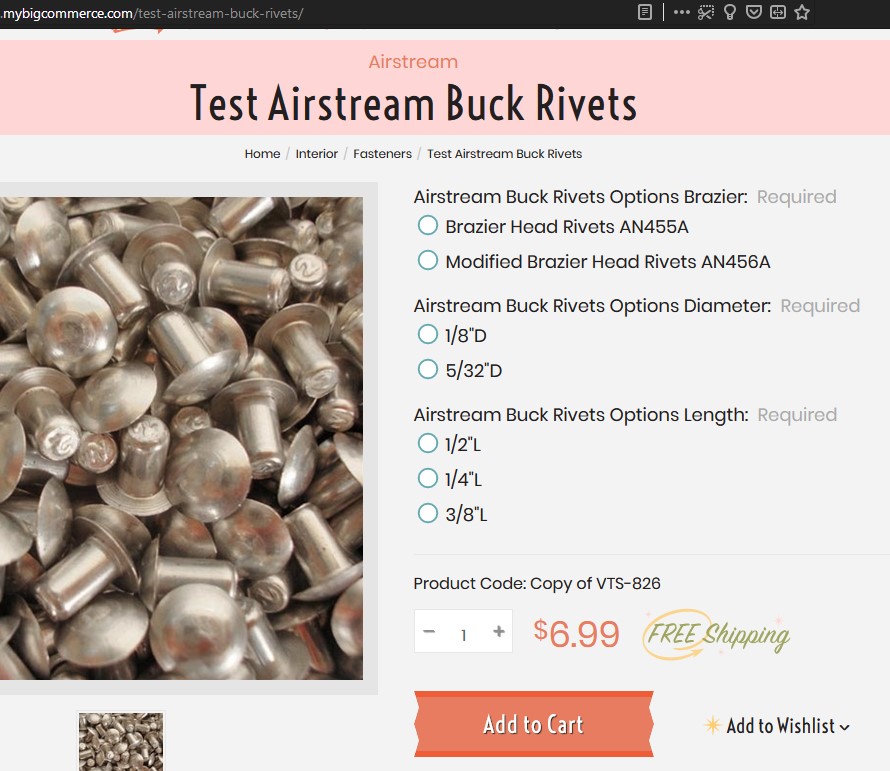 .mybigcommerce.com/test-airstream-buck-rivets/
Airstream
Test Airstream Buck Rivets
Home / Interior / Fasteners / Test Airstream Buck Rivets
Airstream Buck Rivets Options Brazier: Required
Brazier Head Rivets AN455A
Modified Brazier Head Rivets AN456A
Airstream Buck Rivets Options Diameter: Required
1/8"D
5/32"D
Airstream Buck Rivets Options Length: Required
1/2"L
1/4"L
3/8"L
Product Code: Copy of VTS-826
− 1 + $6.99 FREE Shipping
Add to Cart Add to Wishlist